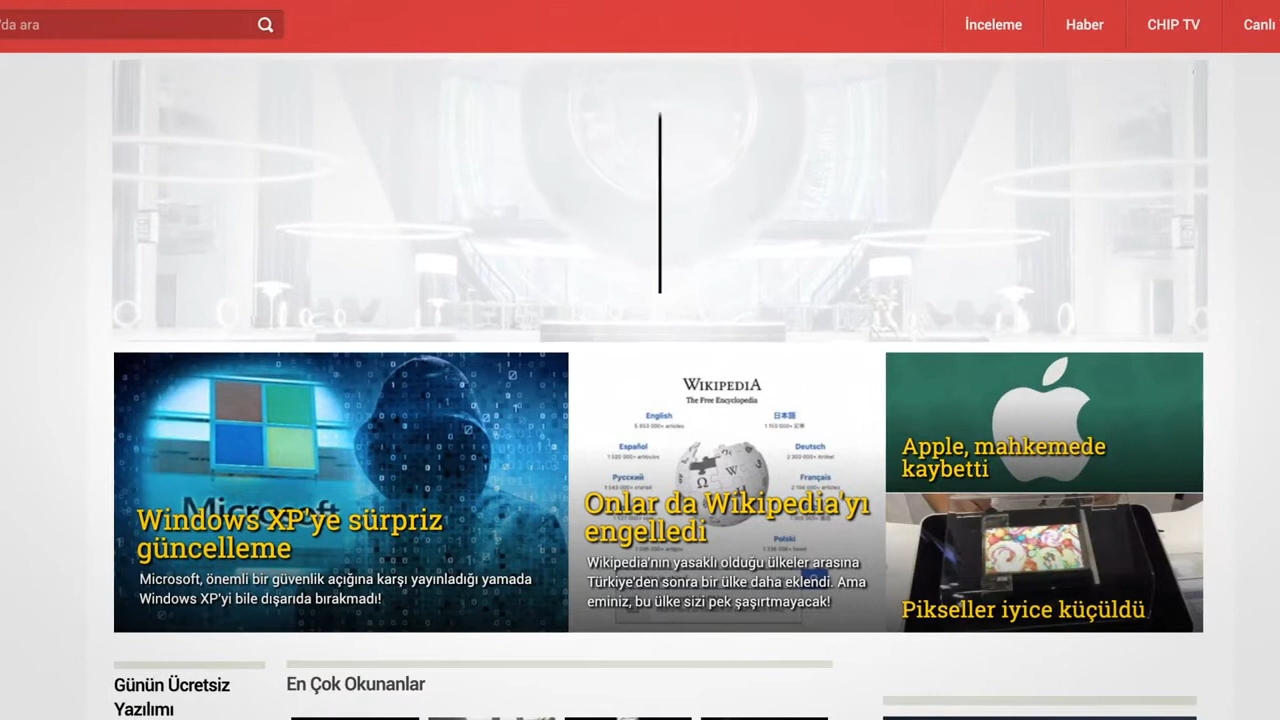 'da ara
İnceleme
Haber
CHIP TV
Canlı
WIKIPEDIA
The Free Encyclopedia
English
日本語
Español
Deutsch
Русский
Français
Polski
Microsoft
Windows XP'ye sürpriz
güncelleme
Microsoft, önemli bir güvenlik açığına karşı yayınladığı yamada
Windows XP'yi bile dışarıda bırakmadı!
Onlar da Wikipedia'yı
engelledi
Wikipedia'nın yasaklı olduğu ülkeler arasına
Türkiye'den sonra bir ülke daha eklendi. Ama
eminiz, bu ülke sizi pek şaşırtmayacak!
Apple, mahkemede
kaybetti
Pikseller iyice küçüldü
Günün Ücretsiz
Yazılımı
En Çok Okunanlar